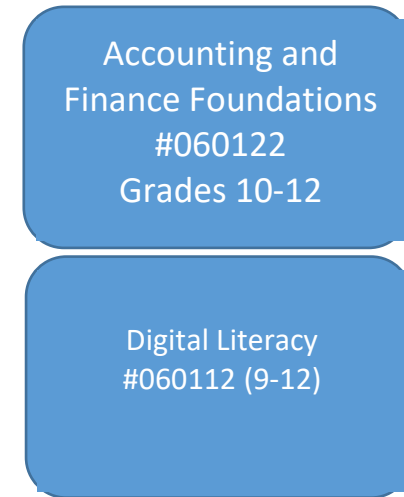 Accounting and
Finance Foundations
#060122
Grades 10-12
Digital Literacy
#060112 (9-12)